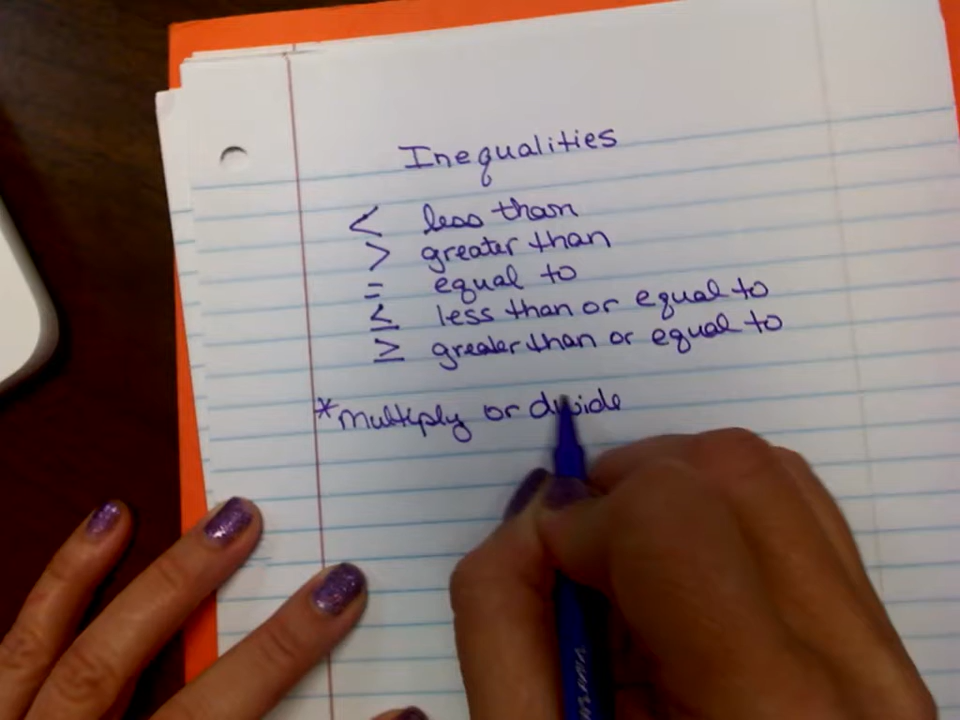 Inequalities
< less than
> greater than
= equal to
≤ less than or equal to
≥ greater than or equal to
*Multiply or divide